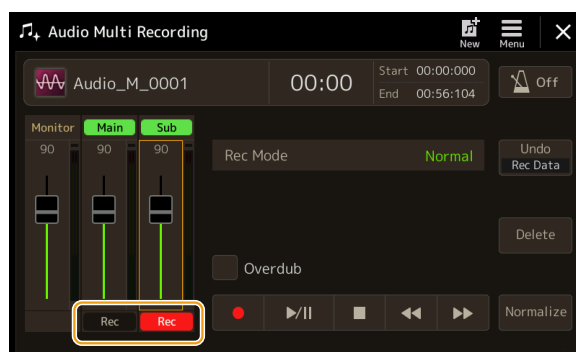 Audio Multi Recording
New
Menu
Audio_M_0001
00:00
Start 00:00:000
End 00:56:104
Off
Monitor Main Sub
90 90 90
Rec Mode Normal
Undo
Rec Data
Delete
Overdub
Rec Rec
Normalize